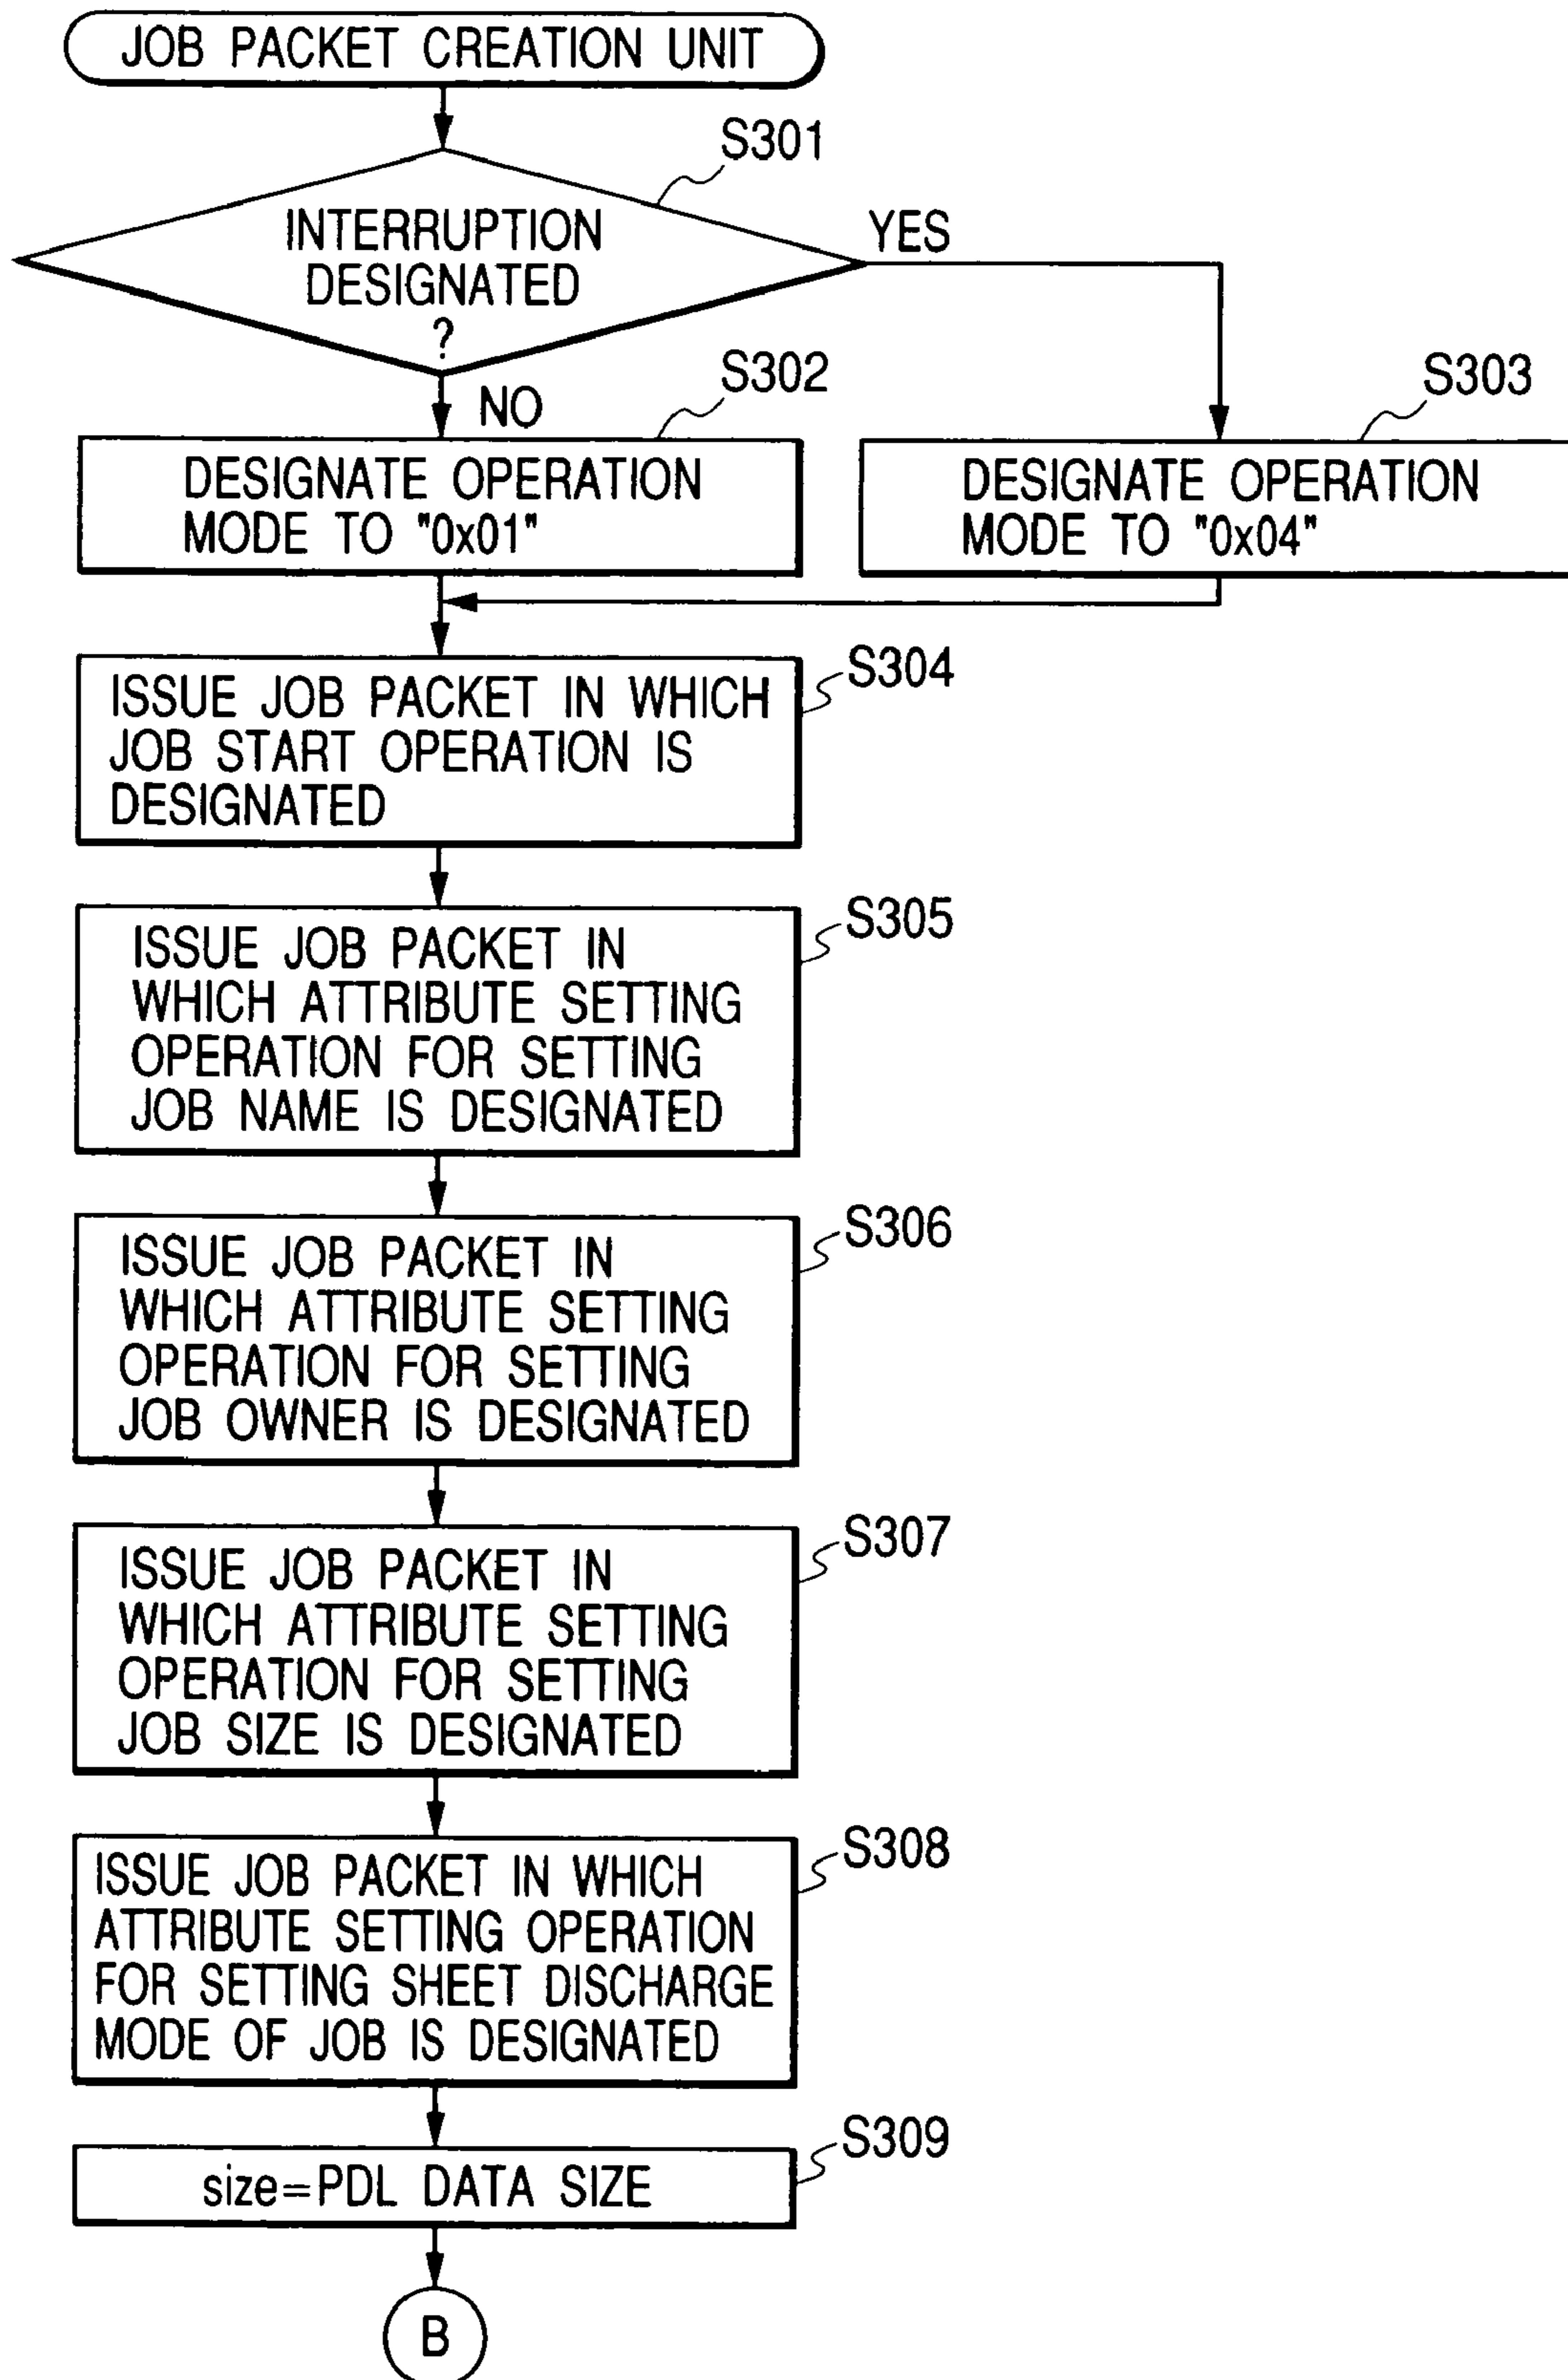 JOB PACKET CREATION UNIT
S301
INTERRUPTION
DESIGNATED
?
YES
NO
S302
DESIGNATE OPERATION
MODE TO "0x01"
S303
DESIGNATE OPERATION
MODE TO "0x04"
S304
ISSUE JOB PACKET IN WHICH
JOB START OPERATION IS
DESIGNATED
S305
ISSUE JOB PACKET IN
WHICH ATTRIBUTE SETTING
OPERATION FOR SETTING
JOB NAME IS DESIGNATED
S306
ISSUE JOB PACKET IN
WHICH ATTRIBUTE SETTING
OPERATION FOR SETTING
JOB OWNER IS DESIGNATED
S307
ISSUE JOB PACKET IN
WHICH ATTRIBUTE SETTING
OPERATION FOR SETTING
JOB SIZE IS DESIGNATED
S308
ISSUE JOB PACKET IN WHICH
ATTRIBUTE SETTING OPERATION
FOR SETTING SHEET DISCHARGE
MODE OF JOB IS DESIGNATED
S309
size=PDL DATA SIZE
B